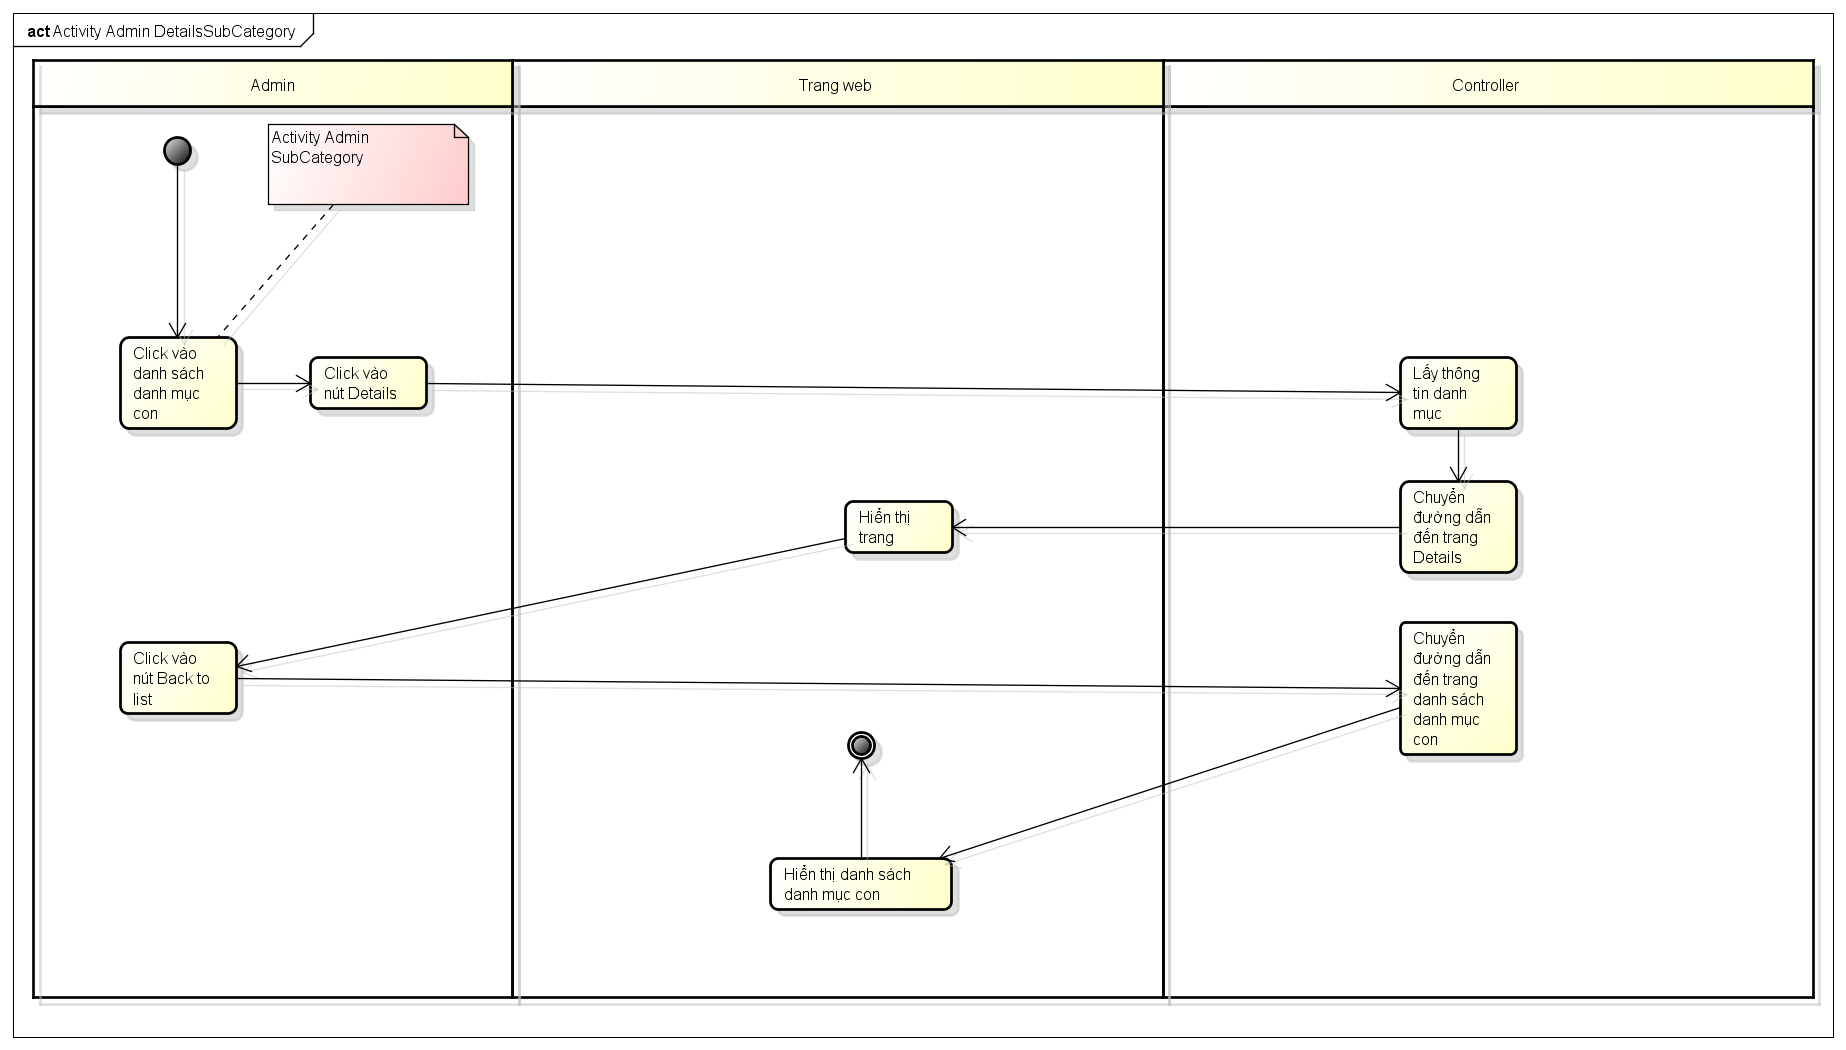 act Activity Admin DetailsSubCategory
Admin
Trang web
Controller
Activity Admin
SubCategory
Click vào
danh sách
danh mục
con
Click vào
nút Details
Lấy thông
tin danh
mục
Chuyển
đường dẫn
đến trang
Details
Hiển thị
trang
Click vào
nút Back to
list
Chuyển
đường dẫn
đến trang
danh sách
danh mục
con
Hiển thị danh sách
danh mục con